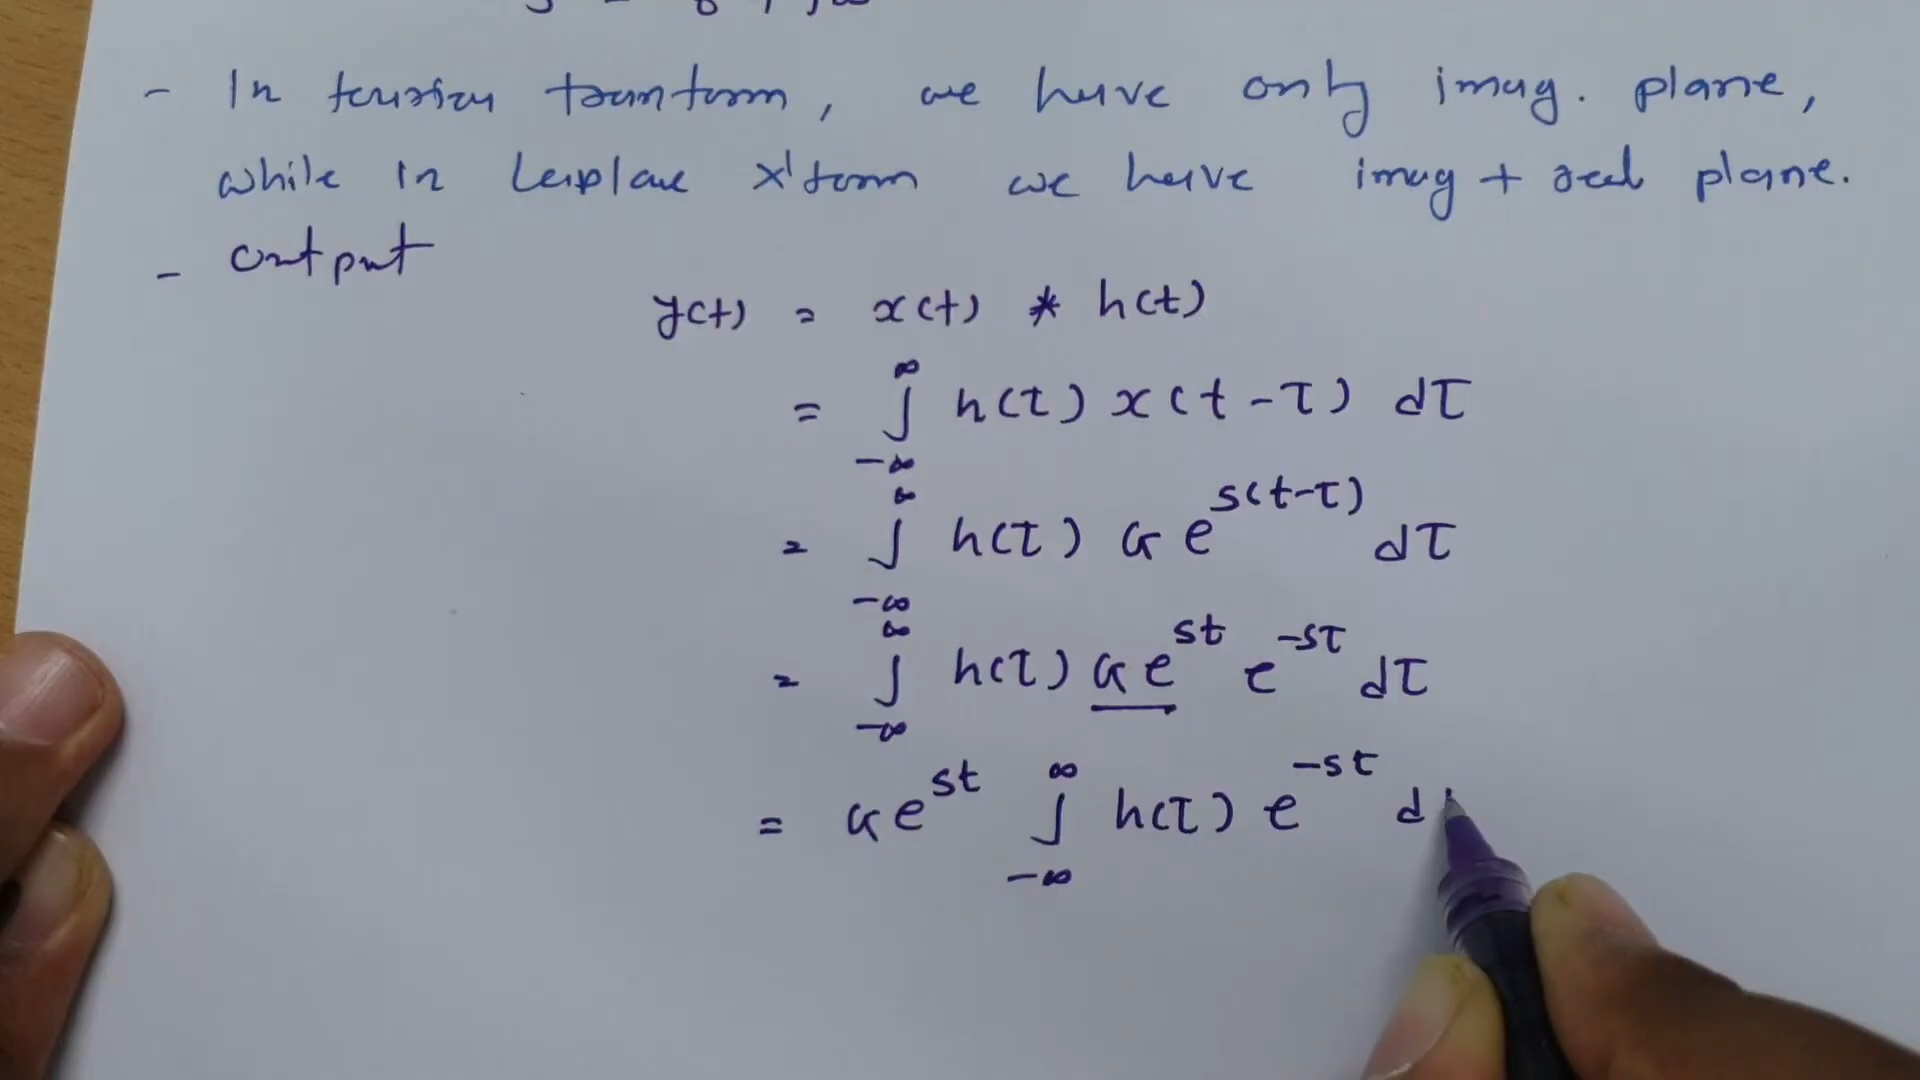 - In fourier transform, we have only imag. plane,
while in Laplace x'form we have imag + real plane.
- output
y(t) = x(t) * h(t)
= ∫_{-∞}^{∞} h(τ) x(t-τ) dτ
= ∫_{-∞}^{∞} h(τ) G e^{s(t-τ)} dτ
= ∫_{-∞}^{∞} h(τ) G e^{st} e^{-sτ} dτ
= G e^{st} ∫_{-∞}^{∞} h(τ) e^{-sτ} d